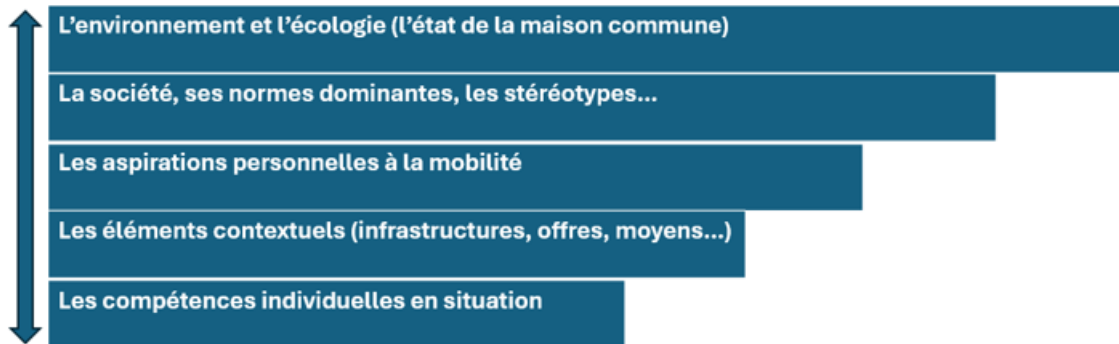 L’environnement et l’écologie (l’état de la maison commune)
La société, ses normes dominantes, les stéréotypes...
Les aspirations personnelles à la mobilité
Les éléments contextuels (infrastructures, offres, moyens...)
Les compétences individuelles en situation